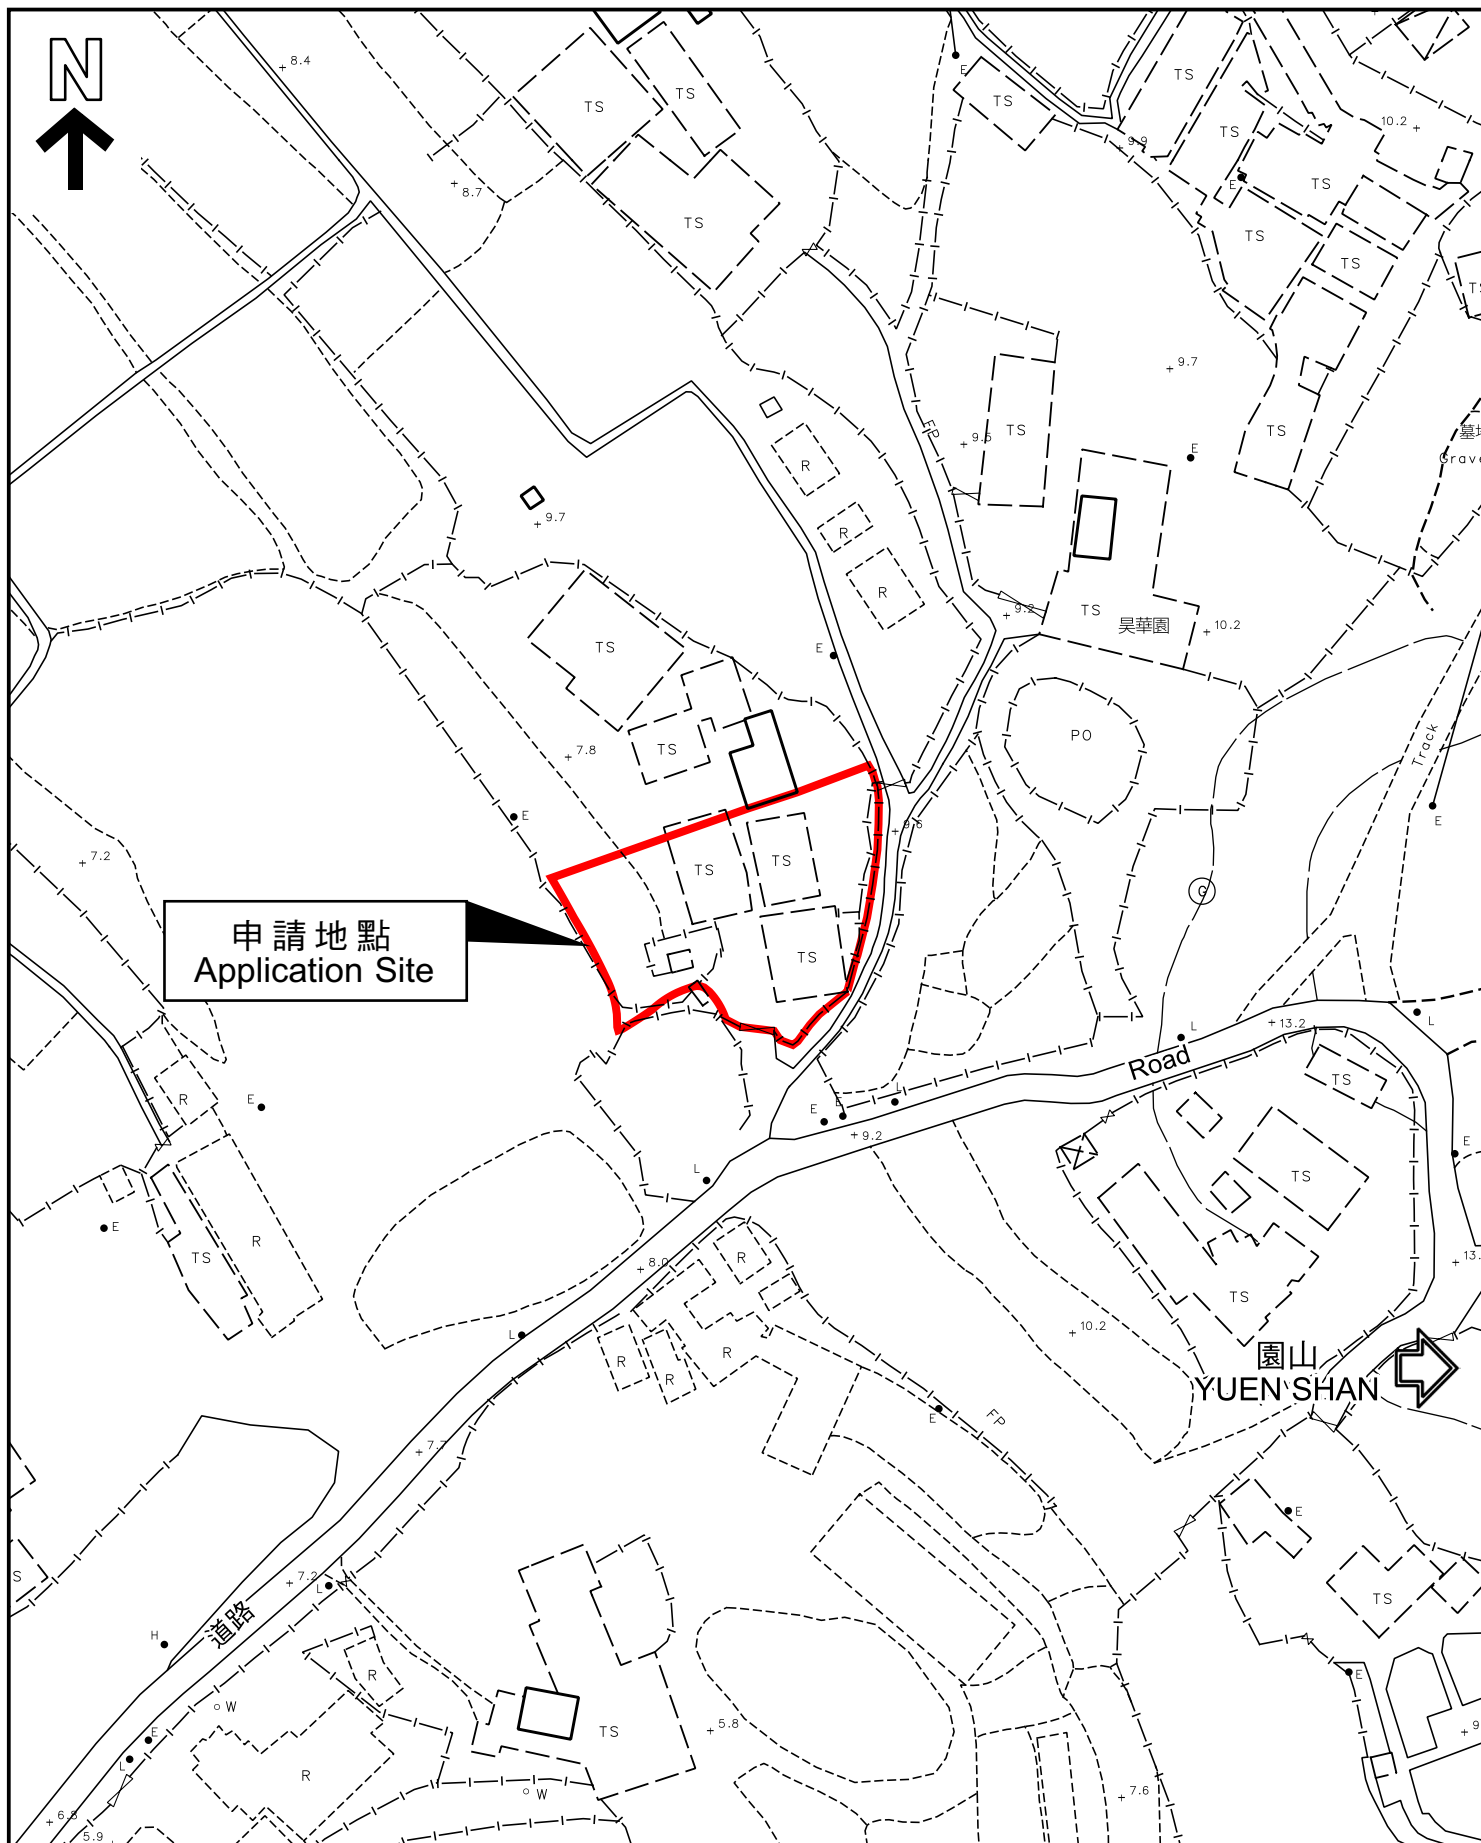 N
8.4
TS
TS
E
TS
TS
10.2
9.9
TS
8.7
E
TS
TS
TS
TS
9.7
FP
TS
9.5
TS
墓
Grav
R
E
9.7
R
R
9.2
TS
昊華園
10.2
TS
E
PO
Track
TS
7.8
E
9.6
E
7.2
TS
TS
G
申請地點
Application Site
TS
L
13.2
L
Road
TS
R
E
L
E
E
9.2
E
L
TS
E
R
TS
R
8.0
13.
TS
L
10.2
R
R
R
園山
YUEN SHAN
E
FP
7.7
E
S
7.2
L
TS
道路
H
E
R
W
TS
5.8
9
E
L
R
W
7.6
6.8
5.9